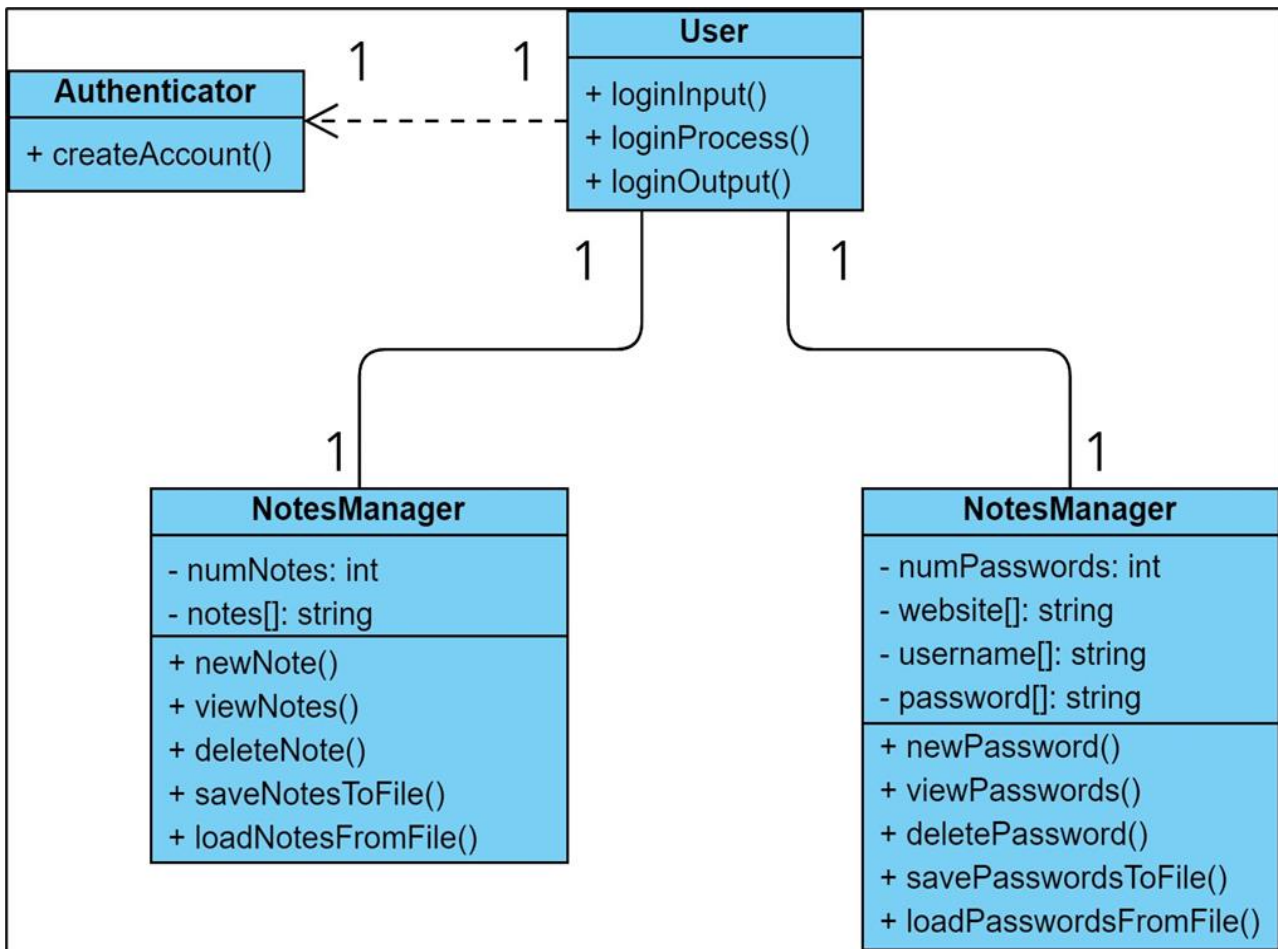 User
+ loginInput()
+ loginProcess()
+ loginOutput()
1
1
Authenticator
+ createAccount()
1
1
1
1
NotesManager
- numNotes: int
- notes[]: string
+ newNote()
+ viewNotes()
+ deleteNote()
+ saveNotesToFile()
+ loadNotesFromFile()
NotesManager
- numPasswords: int
- website[]: string
- username[]: string
- password[]: string
+ newPassword()
+ viewPasswords()
+ deletePassword()
+ savePasswordsToFile()
+ loadPasswordsFromFile()